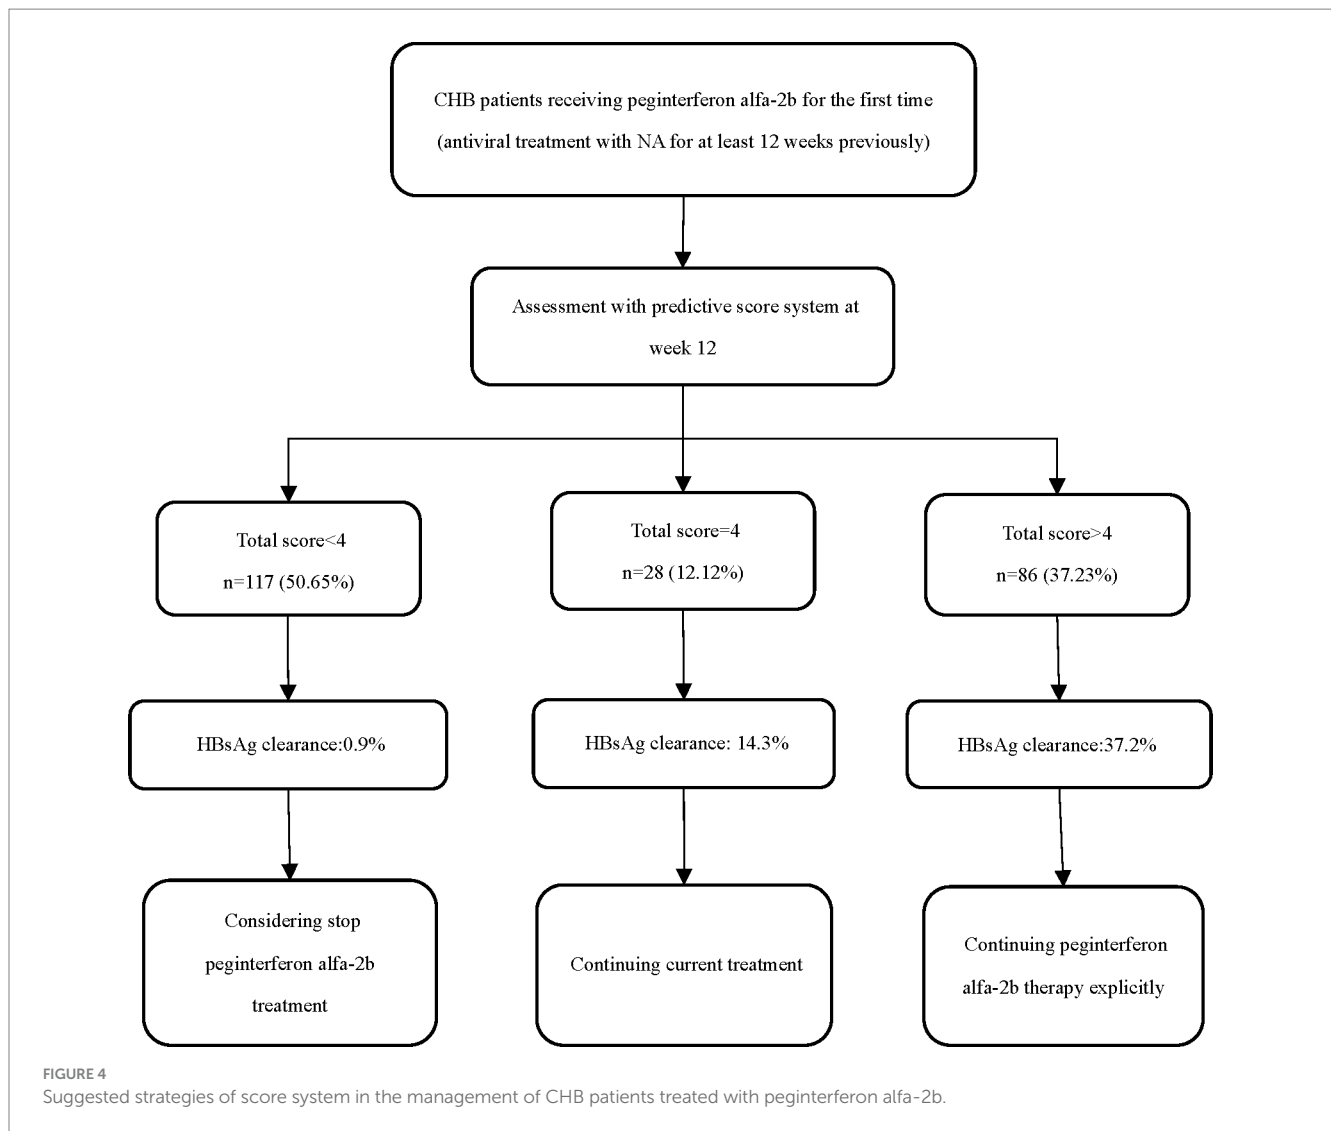 CHB patients receiving peginterferon alfa-2b for the first time
(antiviral treatment with NA for at least 12 weeks previously)
Assessment with predictive score system at
week 12
Total score<4
n=117 (50.65%)
Total score=4
n=28 (12.12%)
Total score>4
n=86 (37.23%)
HBsAg clearance:0.9%
HBsAg clearance: 14.3%
HBsAg clearance:37.2%
Considering stop
peginterferon alfa-2b
treatment
Continuing current treatment
Continuing peginterferon
alfa-2b therapy explicitly
FIGURE 4
Suggested strategies of score system in the management of CHB patients treated with peginterferon alfa-2b.